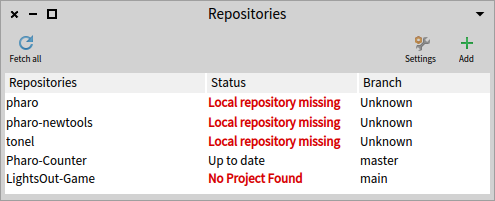 Repositories
Fetch all Settings Add
Repositories Status Branch
pharo Local repository missing Unknown
pharo-newtools Local repository missing Unknown
tonel Local repository missing Unknown
Pharo-Counter Up to date master
LightsOut-Game No Project Found main